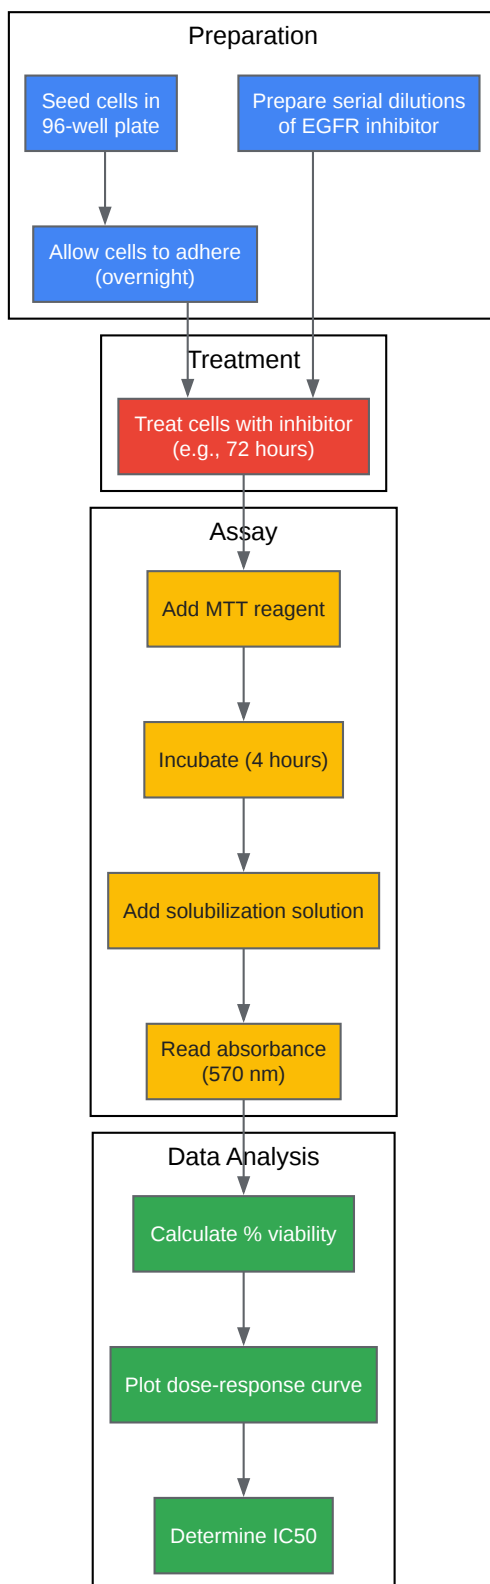 Preparation
Seed cells in
96-well plate
Prepare serial dilutions
of EGFR inhibitor
Allow cells to adhere
(overnight)
Treatment
Treat cells with inhibitor
(e.g., 72 hours)
Assay
Add MTT reagent
Incubate (4 hours)
Add solubilization solution
Read absorbance
(570 nm)
Data Analysis
Calculate % viability
Plot dose-response curve
Determine IC50